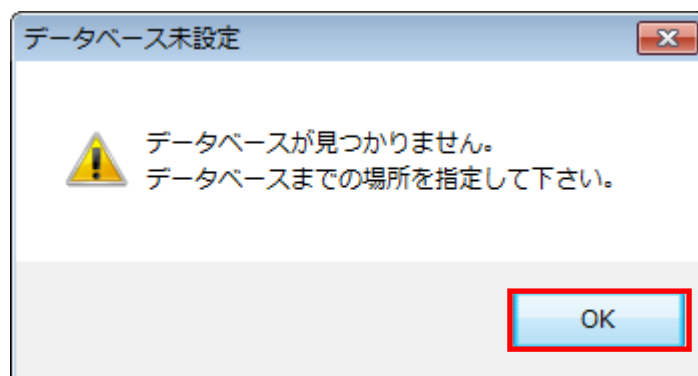 データベース未設定
データベースが見つかりません。
データベースまでの場所を指定して下さい。
OK